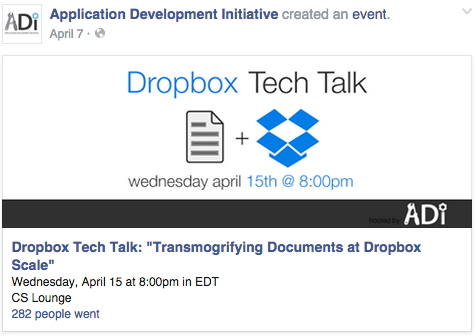 ADi
Application Development Initiative created an event.
April 7 ·
Dropbox Tech Talk
+
wednesday april 15th @ 8:00pm
hosted by ADi
Dropbox Tech Talk: "Transmogrifying Documents at Dropbox
Scale"
Wednesday, April 15 at 8:00pm in EDT
CS Lounge
282 people went